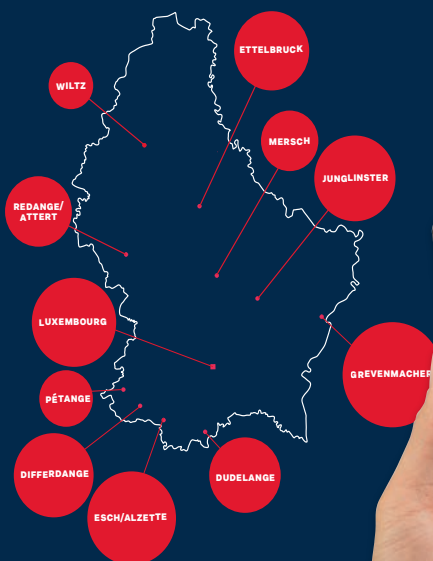 ETTELBRUCK
WILTZ
MERSCH
JUNGLINSTER
REDANGE/
ATTERT
LUXEMBOURG
GREVENMACHER
PÉTANGE
DIFFERDANGE
DUDELANGE
ESCH/ALZETTE